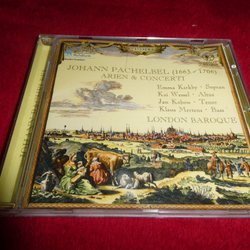 JOHANN PACHELBEL (1653 - 1706)
ARIEN & CONCERTI
Emma Kirkby · Sopran
Kai Wessel · Altus
Jan Kobow · Tenor
Klaus Mertens · Bass
LONDON BAROQUE